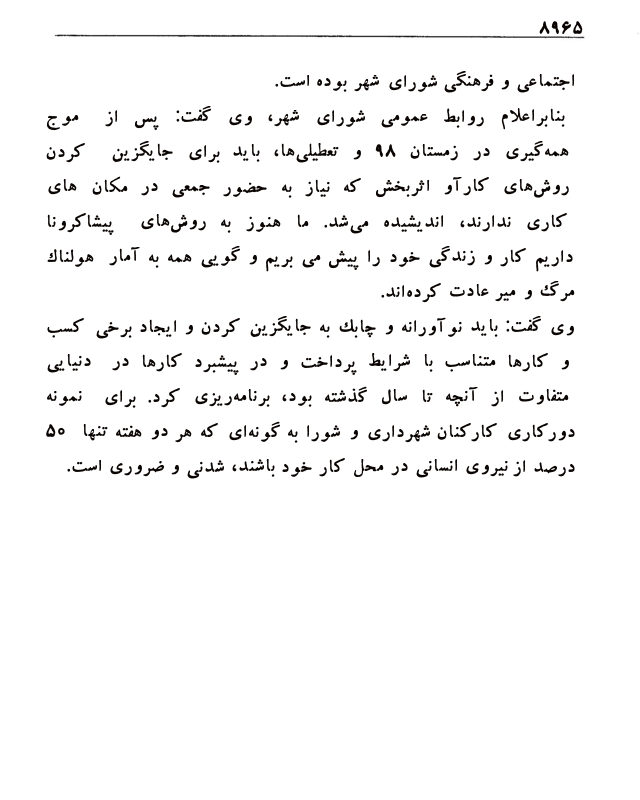 ۸۹۶۵
اجتماعی و فرهنگی شورای شهر بوده است.
بنابراعلام روابط عمومی شورای شهر، وی گفت: پس از موج
همه‌گیری در زمستان ۹۸ و تعطیلی‌ها، باید برای جایگزین کردن
روش‌های کارآو اثربخش که نیاز به حضور جمعی در مکان های
کاری ندارند، اندیشیده می‌شد. ما هنوز به روش‌های پیشاکرونا
داریم کار و زندگی خود را پیش می بریم و گویی همه به آمار هولناك
مرگ و میر عادت کرده‌اند.
وی گفت: باید نوآورانه و چابك به جایگزین کردن و ایجاد برخی کسب
و کارها متناسب با شرایط پرداخت و در پیشبرد کارها در دنیایی
متفاوت از آنچه تا سال گذشته بود، برنامه‌ریزی کرد. برای نمونه
دورکاری کارکنان شهرداری و شورا به گونه‌ای که هر دو هفته تنها ۵۰
درصد از نیروی انسانی در محل کار خود باشند، شدنی و ضروری است.